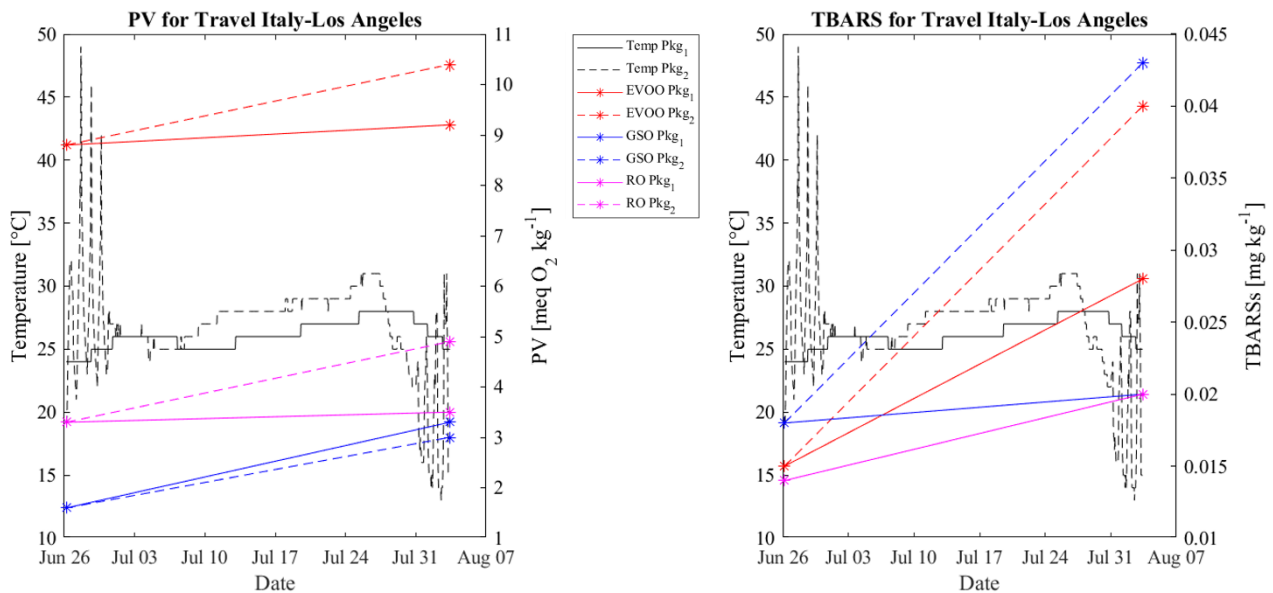 PV for Travel Italy-Los Angeles
50
45
40
35
30
25
20
15
10
Temperature [°C]
11
10
9
8
7
6
5
4
3
2
1
PV [meq O2 kg-1]
Jun 26 Jul 03 Jul 10 Jul 17 Jul 24 Jul 31 Aug 07
Date
Temp Pkg1
Temp Pkg2
EVOO Pkg1
EVOO Pkg2
GSO Pkg1
GSO Pkg2
RO Pkg1
RO Pkg2
TBARS for Travel Italy-Los Angeles
50
45
40
35
30
25
20
15
10
Temperature [°C]
0.045
0.04
0.035
0.03
0.025
0.02
0.015
0.01
TBARSs [mg kg-1]
Jun 26 Jul 03 Jul 10 Jul 17 Jul 24 Jul 31 Aug 07
Date